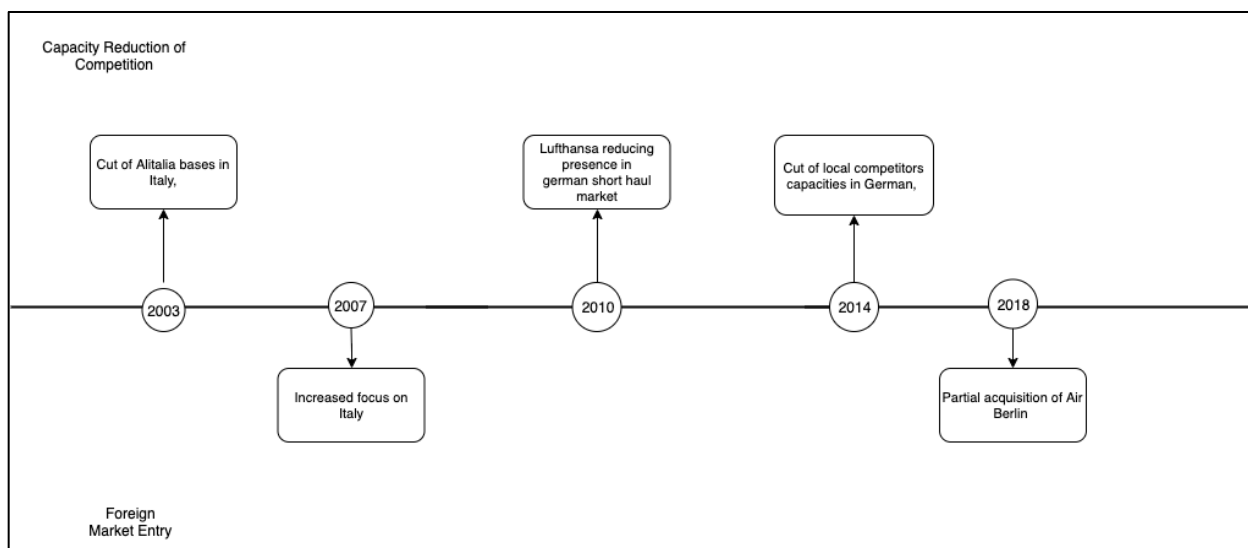 Capacity Reduction of
Competition
Cut of Alitalia bases in
Italy,
Lufthansa reducing
presence in
german short haul
market
Cut of local competitors
capacities in German,
2003
2007
2010
2014
2018
Increased focus on
Italy
Partial acquisition of Air
Berlin
Foreign
Market Entry